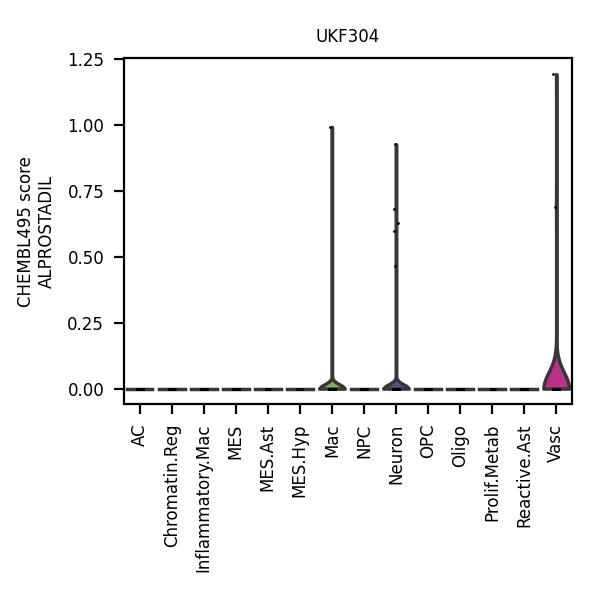 UKF304
CHEMBL495 score
ALPROSTADIL
1.25
1.00
0.75
0.50
0.25
0.00
AC
Chromatin.Reg
Inflammatory.Mac
MES
MES.Ast
MES.Hyp
Mac
NPC
Neuron
OPC
Oligo
Prolif.Metab
Reactive.Ast
Vasc